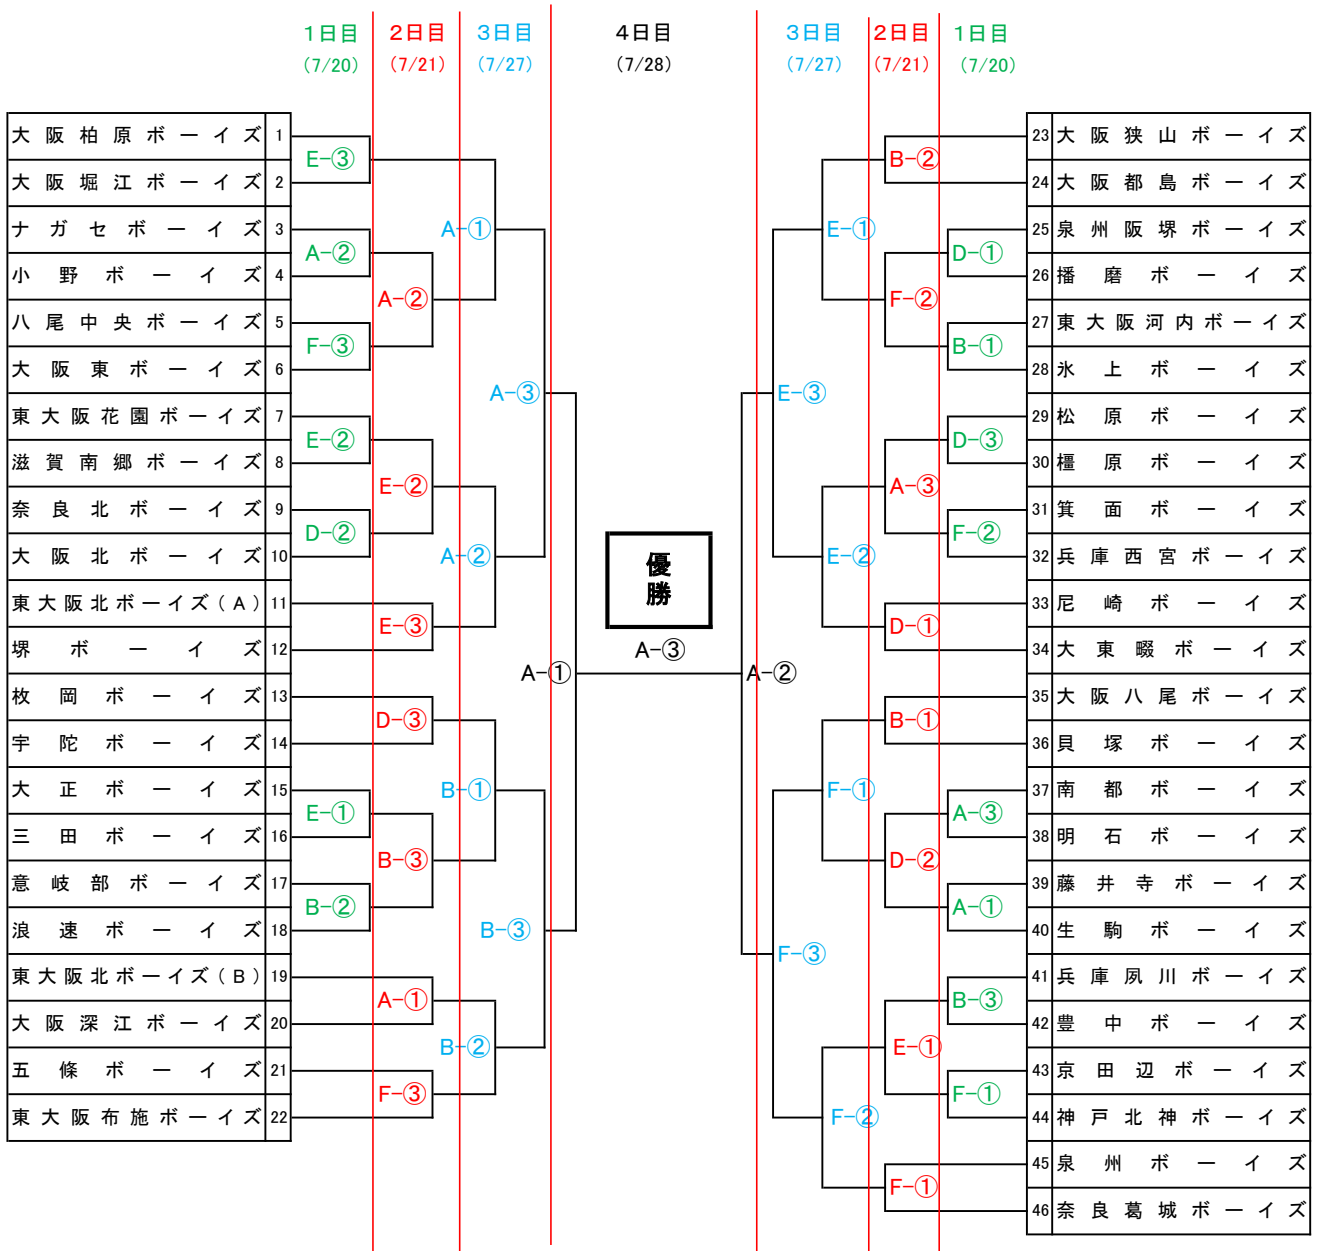 1日目 2日目 3日目 4日目 3日目 2日目 1日目
(7/20) (7/21) (7/27) (7/28) (7/27) (7/21) (7/20)
大阪柏原ボーイズ 1
E-③
大阪堀江ボーイズ 2
ナガセボーイズ 3
A-①
A-②
小野ボーイズ 4
A-②
八尾中央ボーイズ 5
F-③
大阪東ボーイズ 6
A-③
東大阪花園ボーイズ 7
E-②
滋賀南郷ボーイズ 8
E-②
奈良北ボーイズ 9
D-②
大阪北ボーイズ 10
A-②
東大阪北ボーイズ(A) 11
E-③
堺ボーイズ 12
A-①
枚岡ボーイズ 13
D-③
宇陀ボーイズ 14
大正ボーイズ 15
B-①
E-①
三田ボーイズ 16
B-③
意岐部ボーイズ 17
B-②
浪速ボーイズ 18
B-③
東大阪北ボーイズ(B) 19
A-①
大阪深江ボーイズ 20
B-②
五條ボーイズ 21
F-③
東大阪布施ボーイズ 22
優
勝
A-③
23 大阪狭山ボーイズ
B-②
24 大阪都島ボーイズ
25 泉州阪堺ボーイズ
E-①
D-①
26 播磨ボーイズ
F-②
27 東大阪河内ボーイズ
B-①
28 氷上ボーイズ
E-③
29 松原ボーイズ
D-③
30 橿原ボーイズ
A-③
31 箕面ボーイズ
F-②
32 兵庫西宮ボーイズ
E-②
33 尼崎ボーイズ
D-①
34 大東畷ボーイズ
A-②
35 大阪八尾ボーイズ
B-①
36 貝塚ボーイズ
37 南都ボーイズ
F-①
A-③
38 明石ボーイズ
D-②
39 藤井寺ボーイズ
A-①
40 生駒ボーイズ
F-③
41 兵庫夙川ボーイズ
B-③
42 豊中ボーイズ
E-①
43 京田辺ボーイズ
F-①
44 神戸北神ボーイズ
F-②
45 泉州ボーイズ
F-①
46 奈良葛城ボーイズ